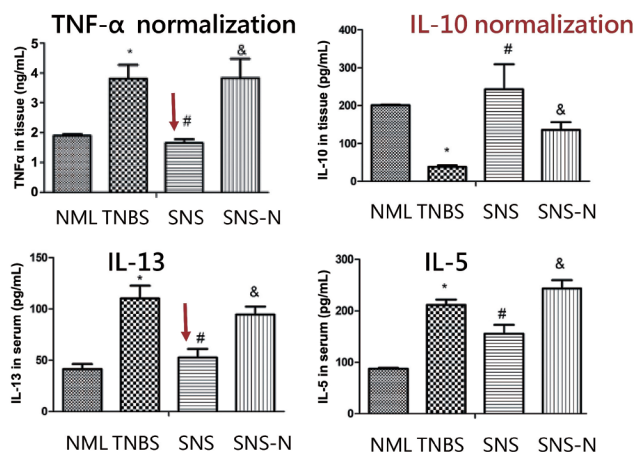 TNF-α normalization
TNFα in tissue (ng/mL)
5
4
3
2
1
0
*
#
&
NML TNBS SNS SNS-N
IL-10 normalization
IL-10 in tissue (pg/mL)
400
300
200
100
0
*
#
&
NML TNBS SNS SNS-N
IL-13
IL-13 in serum (pg/mL)
150
100
50
0
*
#
&
NML TNBS SNS SNS-N
IL-5
IL-5 in serum (pg/mL)
300
200
100
0
*
#
&
NML TNBS SNS SNS-N